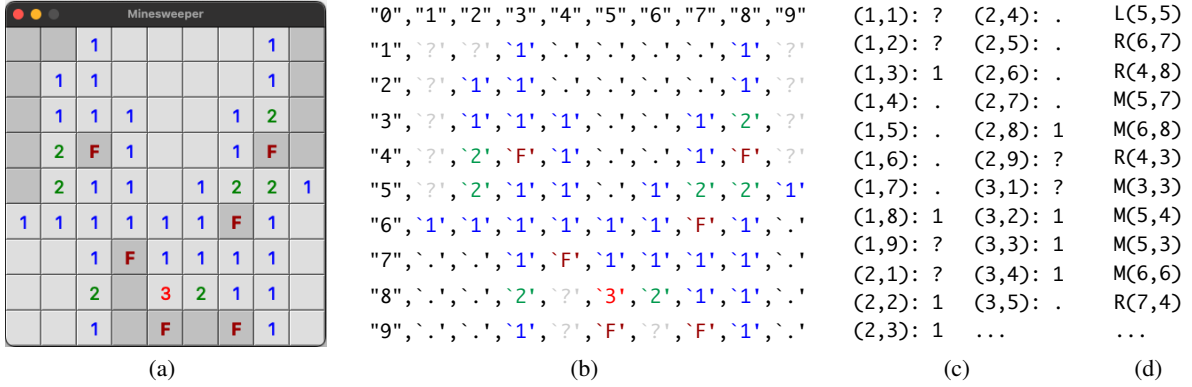 Minesweeper
1 1
1 1 1
1 1 1 1 2
2 F 1 1 F
2 1 1 1 2 2 1
1 1 1 1 1 1 F 1
1 F 1 1 1 1
2 3 2 1 1
1 F F 1
(a)
"0","1","2","3","4","5","6","7","8","9"
"1",`?',`?',`1',`.',`.',`.',`.',`1',`?'
"2",`?',`1',`1',`.',`.',`.',`.',`1',`?'
"3",`?',`1',`1',`1',`.',`.',`1',`2',`?'
"4",`?',`2',`F',`1',`.',`.',`1',`F',`?'
"5",`?',`2',`1',`1',`.',`1',`2',`2',`1'
"6",`1',`1',`1',`1',`1',`1',`F',`1',`.'
"7",`.',`.',`1',`F',`1',`1',`1',`1',`.'
"8",`.',`.',`2',`?',`3',`2',`1',`1',`.'
"9",`.',`.',`1',`?',`F',`?',`F',`1',`.'
(b)
(1,1): ? (2,4): .
(1,2): ? (2,5): .
(1,3): 1 (2,6): .
(1,4): . (2,7): .
(1,5): . (2,8): 1
(1,6): . (2,9): ?
(1,7): . (3,1): ?
(1,8): 1 (3,2): 1
(1,9): ? (3,3): 1
(2,1): ? (3,4): 1
(2,2): 1 (3,5): .
(2,3): 1 ...
(c)
L(5,5)
R(6,7)
R(4,8)
M(5,7)
M(6,8)
R(4,3)
M(3,3)
M(5,4)
M(5,3)
M(6,6)
R(7,4)
...
(d)